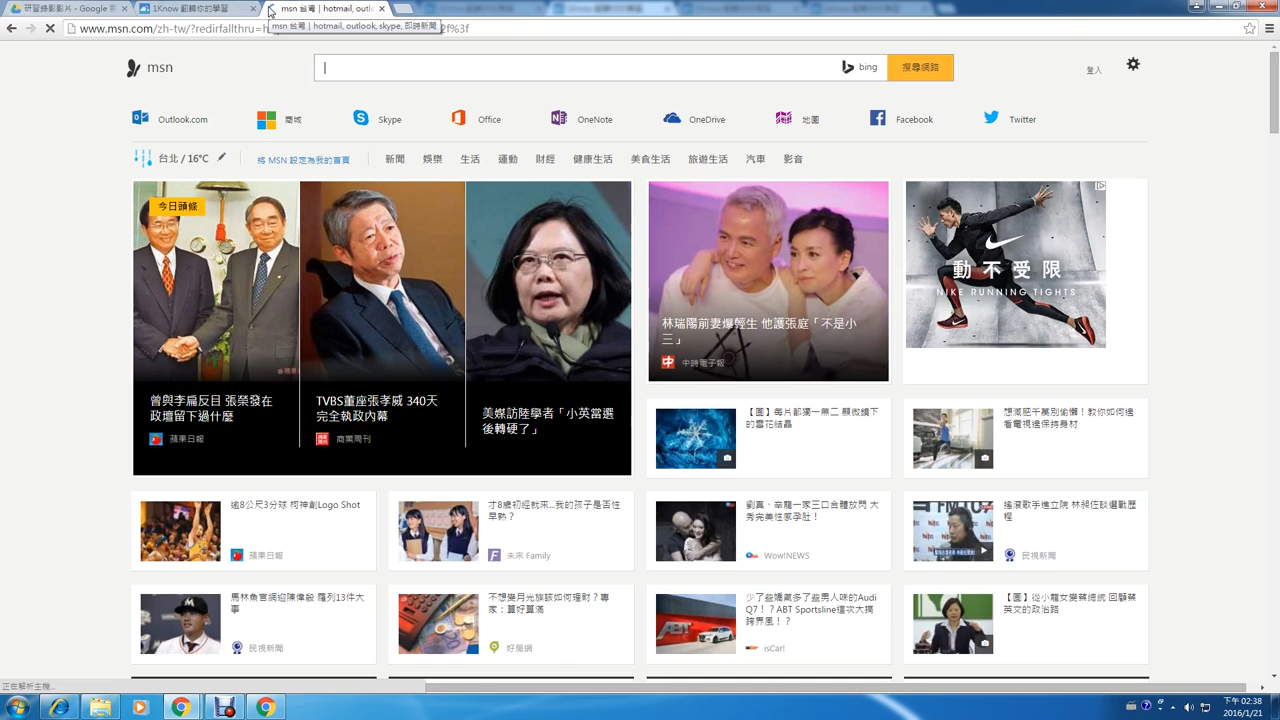 研習錄影影片 - Google 雲
1Know 翻轉你的學習
msn 台灣 | hotmail, outlo
msn 台灣 | hotmail, outlook, skype, 即時新聞
www.msn.com/zh-tw/?redirfallthru=h
2f%3f
msn
bing
搜尋網路
登入
Outlook.com
商城
Skype
Office
OneNote
OneDrive
地圖
Facebook
Twitter
台北 / 16°C
將 MSN 設定為我的首頁
新聞
娛樂
生活
運動
財經
健康生活
美食生活
旅遊生活
汽車
影音
今日頭條
曾與李扁反目 張榮發在
政壇留下過什麼
蘋果日報
TVBS董座張孝威 340天
完全執政內幕
商業周刊
美媒訪陸學者「小英當選
後轉硬了」
林瑞陽前妻爆輕生 他護張庭「不是小
三」
中時電子報
動不受限
NIKE RUNNING TIGHTS
【圖】每片都獨一無二 顯微鏡下
的雪花結晶
想減肥千萬別偷懶！教你如何邊
看電視邊保持身材
逾8公尺3分球 柯神創Logo Shot
蘋果日報
才8歲初經就來...我的孩子是否性
早熟？
未來 Family
劉真、辛龍一家三口合體放閃 大
秀完美性感孕肚！
Wow!NEWS
搖滾歌手進立院 林昶佐談選戰歷
程
民視新聞
馬林魚官網迎陳偉殷 羅列13件大
事
民視新聞
不想變月光族該如何理財？專
家：算好算滿
好房網
少了些嬌氣多了些男人味的Audi
Q7！？ABT Sportsline這次大搞
跨界風！？
isCar!
【圖】從小龍女變蔡總統 回顧蔡
英文的政治路
正在解析主機...
下午 02:38
2016/1/21